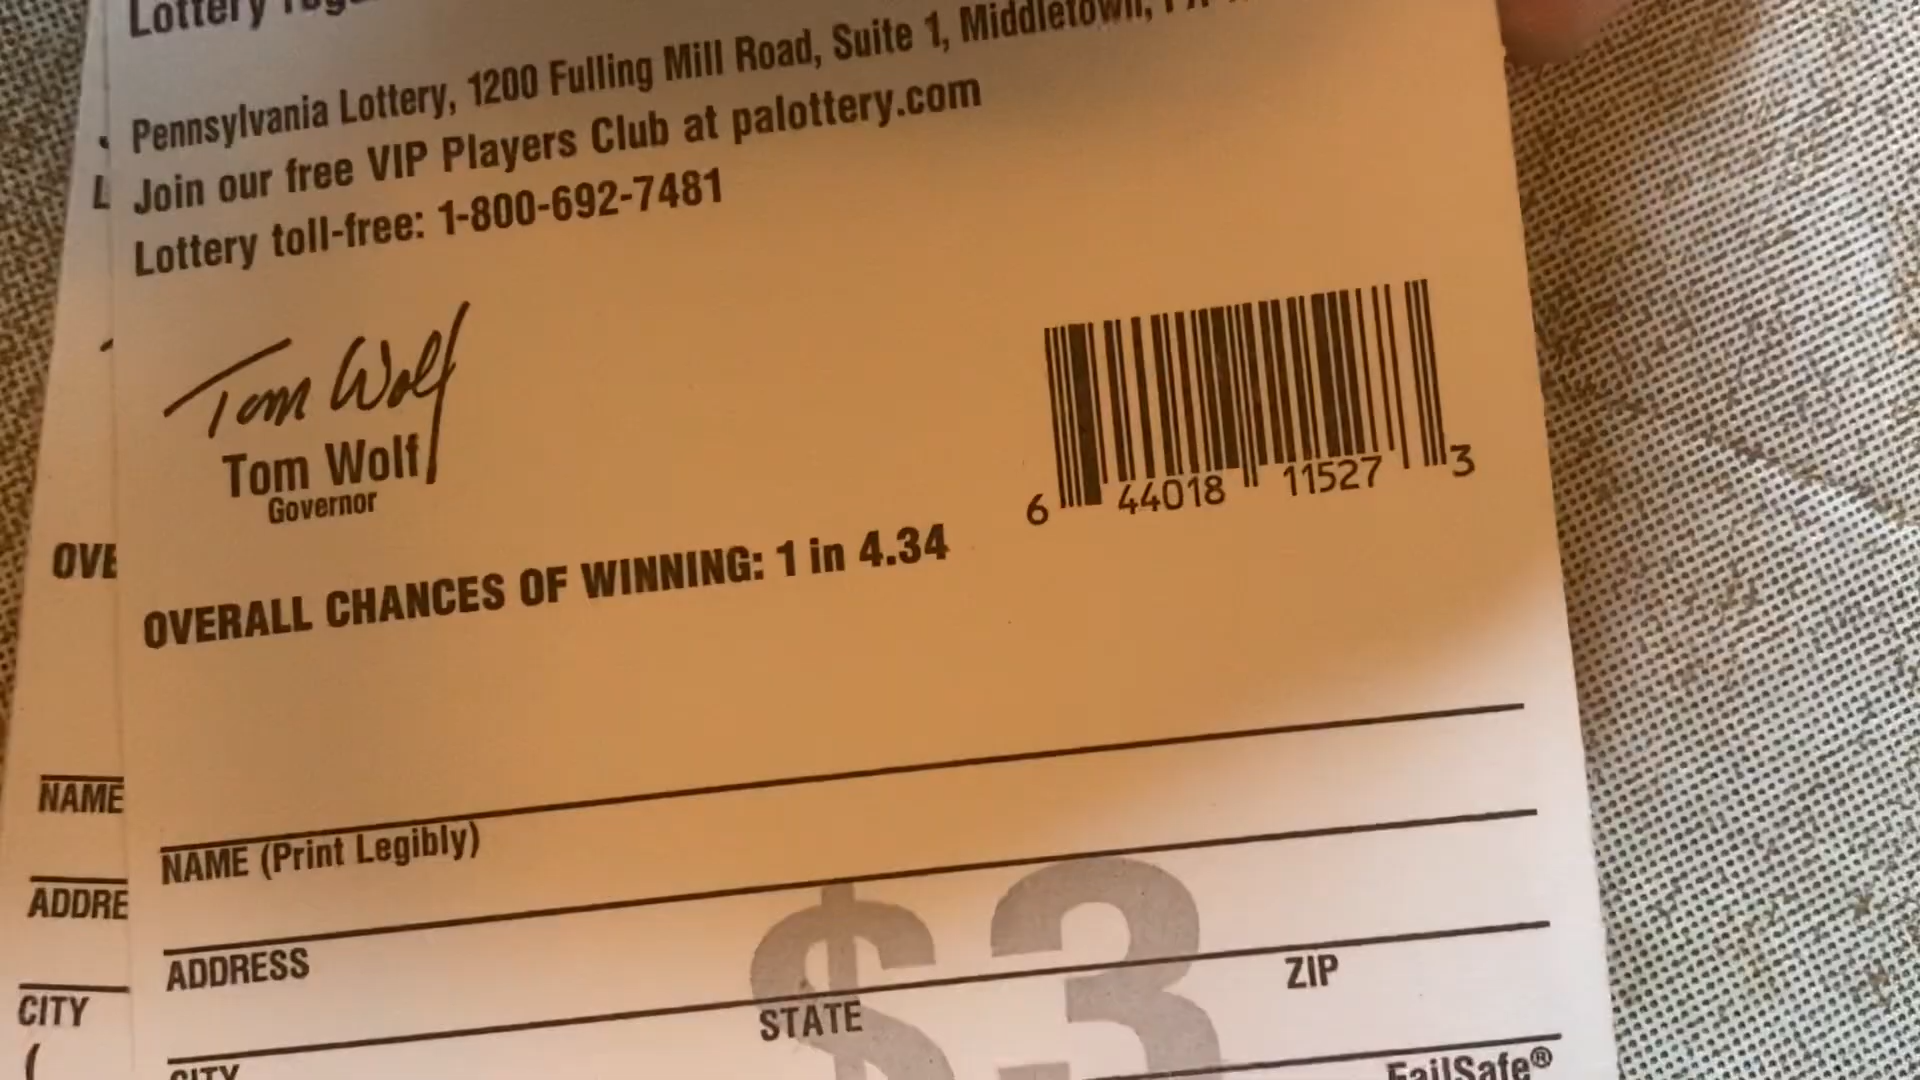 Lottery
Pennsylvania Lottery, 1200 Fulling Mill Road, Suite 1, Middletown,
Join our free VIP Players Club at palottery.com
Lottery toll-free: 1-800-692-7481
Tom Wolf
Tom Wolf
Governor
6 44018 11527 3
OVERALL CHANCES OF WINNING: 1 in 4.34
NAME (Print Legibly)
ADDRESS
$3
STATE
ZIP
CITY
FailSafe®
L
OVE
NAME
ADDRE
CITY
(